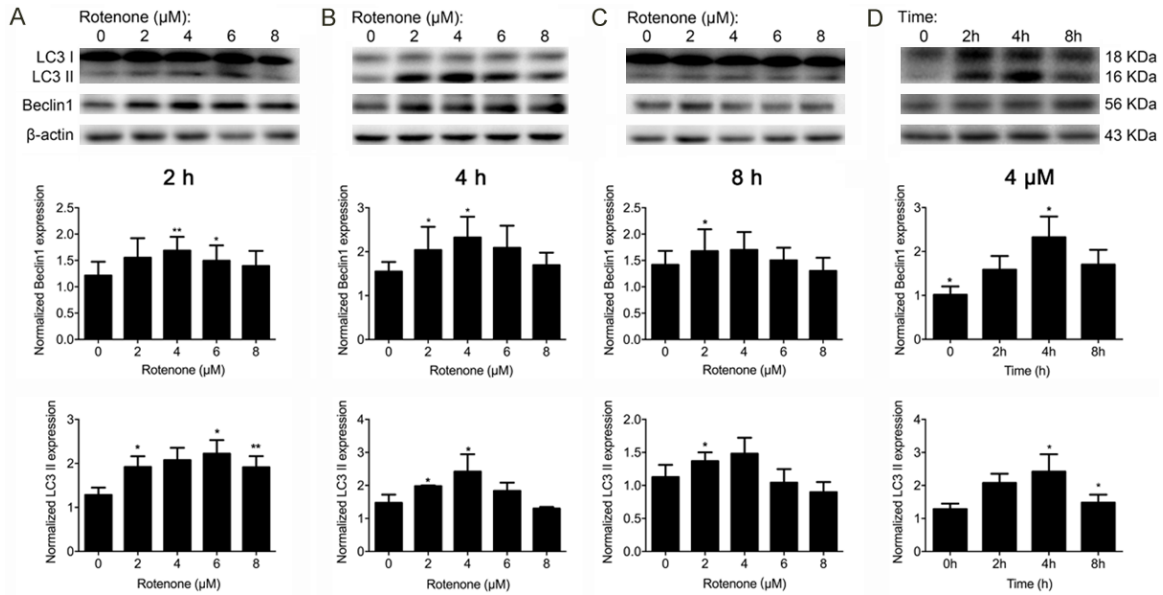 A Rotenone (μM): B Rotenone (μM): C Rotenone (μM): D Time:
0 2 4 6 8 0 2 4 6 8 0 2 4 6 8 0 2h 4h 8h
LC3 I 18 KDa
LC3 II 16 KDa
Beclin1 56 KDa
β-actin 43 KDa
2 h
Normalized Beclin1 expression
2.5
2.0
1.5
1.0
0.5
0.0
** *
0 2 4 6 8
Rotenone (μM)
4 h
Normalized Beclin1 expression
3
2
1
0
* *
0 2 4 6 8
Rotenone (μM)
8 h
Normalized Beclin1 expression
2.5
2.0
1.5
1.0
0.5
0.0
*
0 2 4 6 8
Rotenone (μM)
4 μM
Normalized Beclin1 expression
3
2
1
0
* *
0 2h 4h 8h
Time (h)
Normalized LC3 II expression
3
2
1
0
* * **
0 2 4 6 8
Rotenone (μM)
Normalized LC3 II expression
4
3
2
1
0
* *
0 2 4 6 8
Rotenone (μM)
Normalized LC3 II expression
2.0
1.5
1.0
0.5
0.0
*
0 2 4 6 8
Rotenone (μM)
Normalized LC3 II expression
4
3
2
1
0
* *
0h 2h 4h 8h
Time (h)